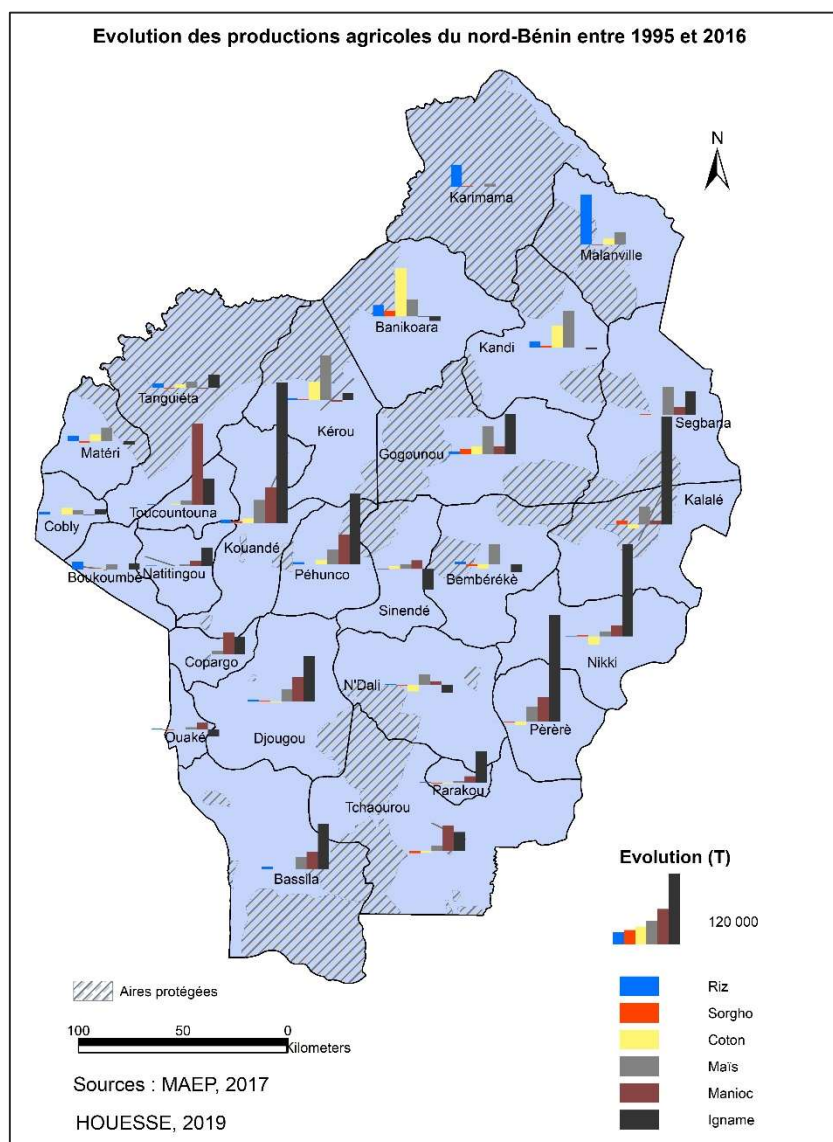 Evolution des productions agricoles du nord-Bénin entre 1995 et 2016
N
Karimama
Malanville
Banikoara
Kandi
Tanguiéta
Kérou
Segbana
Matéri
Gogounou
Toucountouna
Kalalé
Cobly
Kouandé
Boukoumbé
Natitingou
Péhunco
Bembérékè
Sinendé
Nikki
Copargo
N'Dali
Pèrèrè
Ouaké
Djougou
Parakou
Tchaourou
Bassila
Evolution (T)
120 000
Aires protégées
Riz
100 50 0
Kilometers
Sorgho
Coton
Maïs
Sources : MAEP, 2017
Manioc
HOUESSE, 2019
Igname